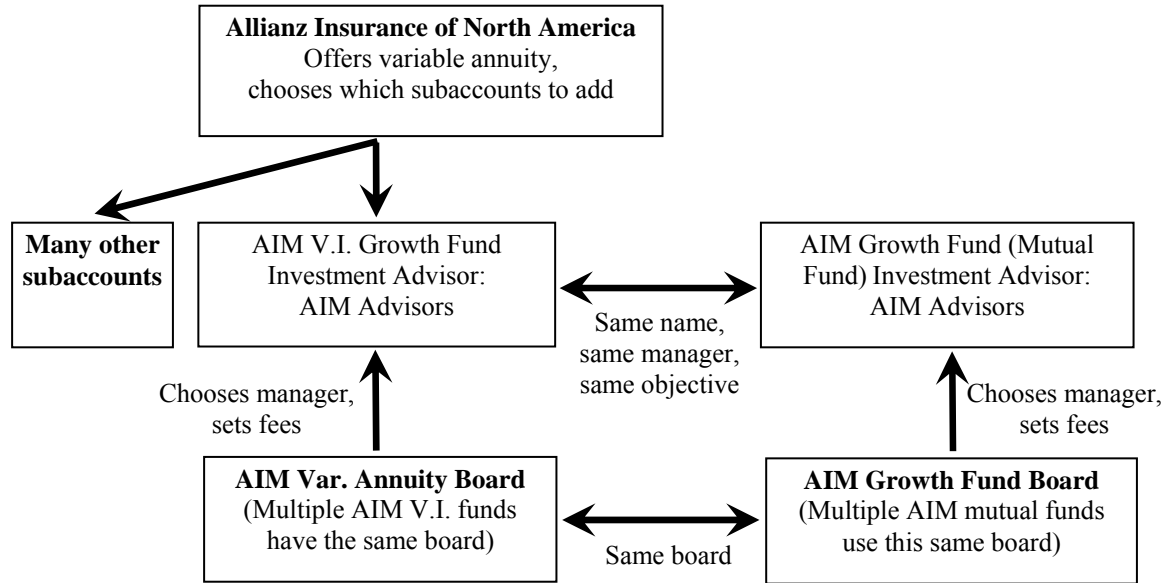 Allianz Insurance of North America
Offers variable annuity,
chooses which subaccounts to add
Many other
subaccounts
AIM V.I. Growth Fund
Investment Advisor:
AIM Advisors
AIM Growth Fund (Mutual
Fund) Investment Advisor:
AIM Advisors
Same name,
same manager,
same objective
Chooses manager,
sets fees
Chooses manager,
sets fees
AIM Var. Annuity Board
(Multiple AIM V.I. funds
have the same board)
Same board
AIM Growth Fund Board
(Multiple AIM mutual funds
use this same board)